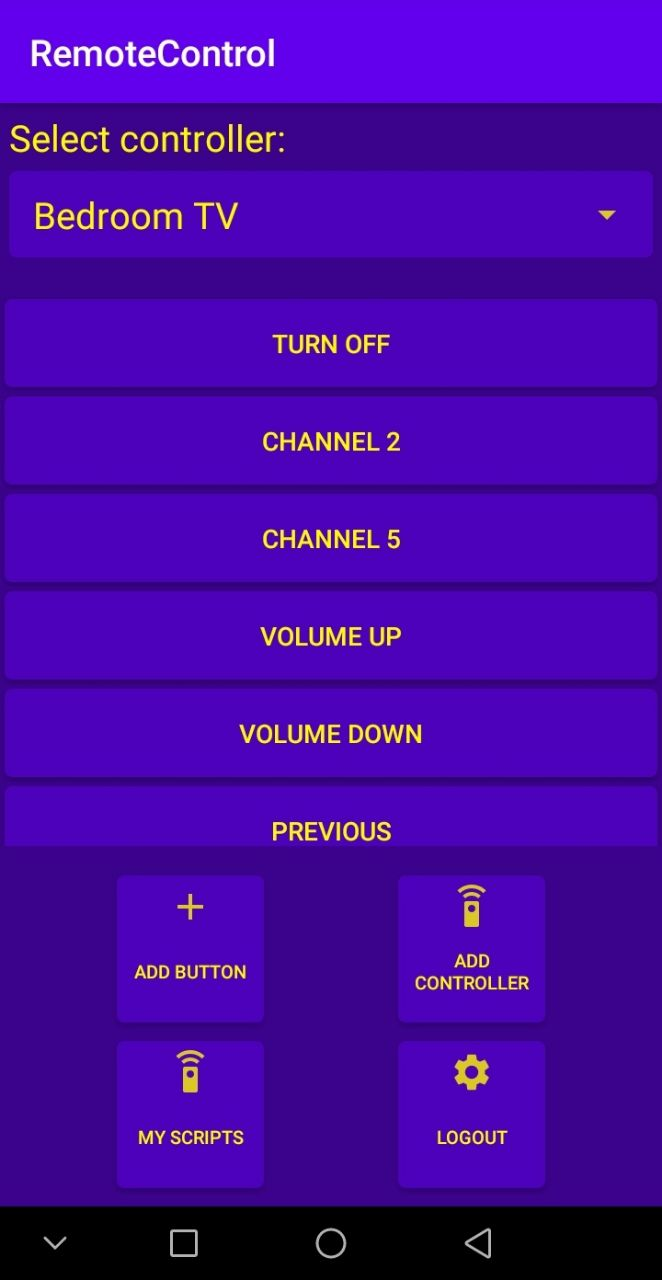 RemoteControl
Select controller:
Bedroom TV
TURN OFF
CHANNEL 2
CHANNEL 5
VOLUME UP
VOLUME DOWN
PREVIOUS
ADD BUTTON
ADD
CONTROLLER
MY SCRIPTS
LOGOUT